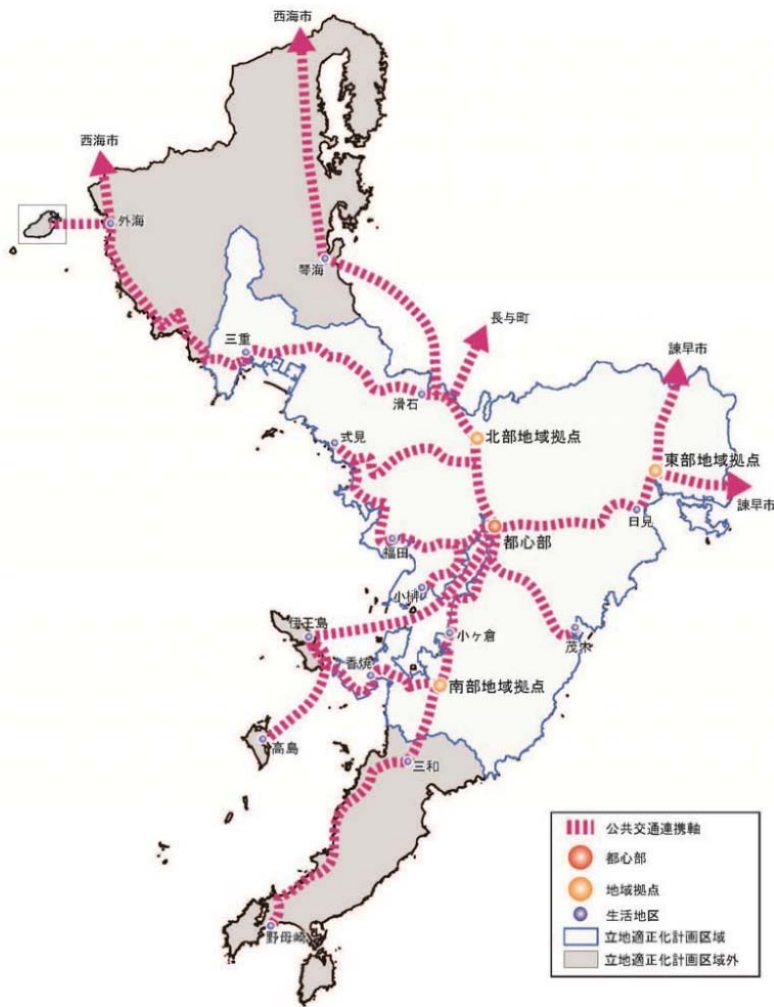 西海市
西海市
外海
琴海
長与町
三重
諫早市
滑石
式見
北部地域拠点
東部地域拠点
諫早市
日見
都心部
福田
小榊
伊王島
小ヶ倉
茂木
香焼
南部地域拠点
高島
三和
野母崎
公共交通連携軸
都心部
地域拠点
生活地区
立地適正化計画区域
立地適正化計画区域外